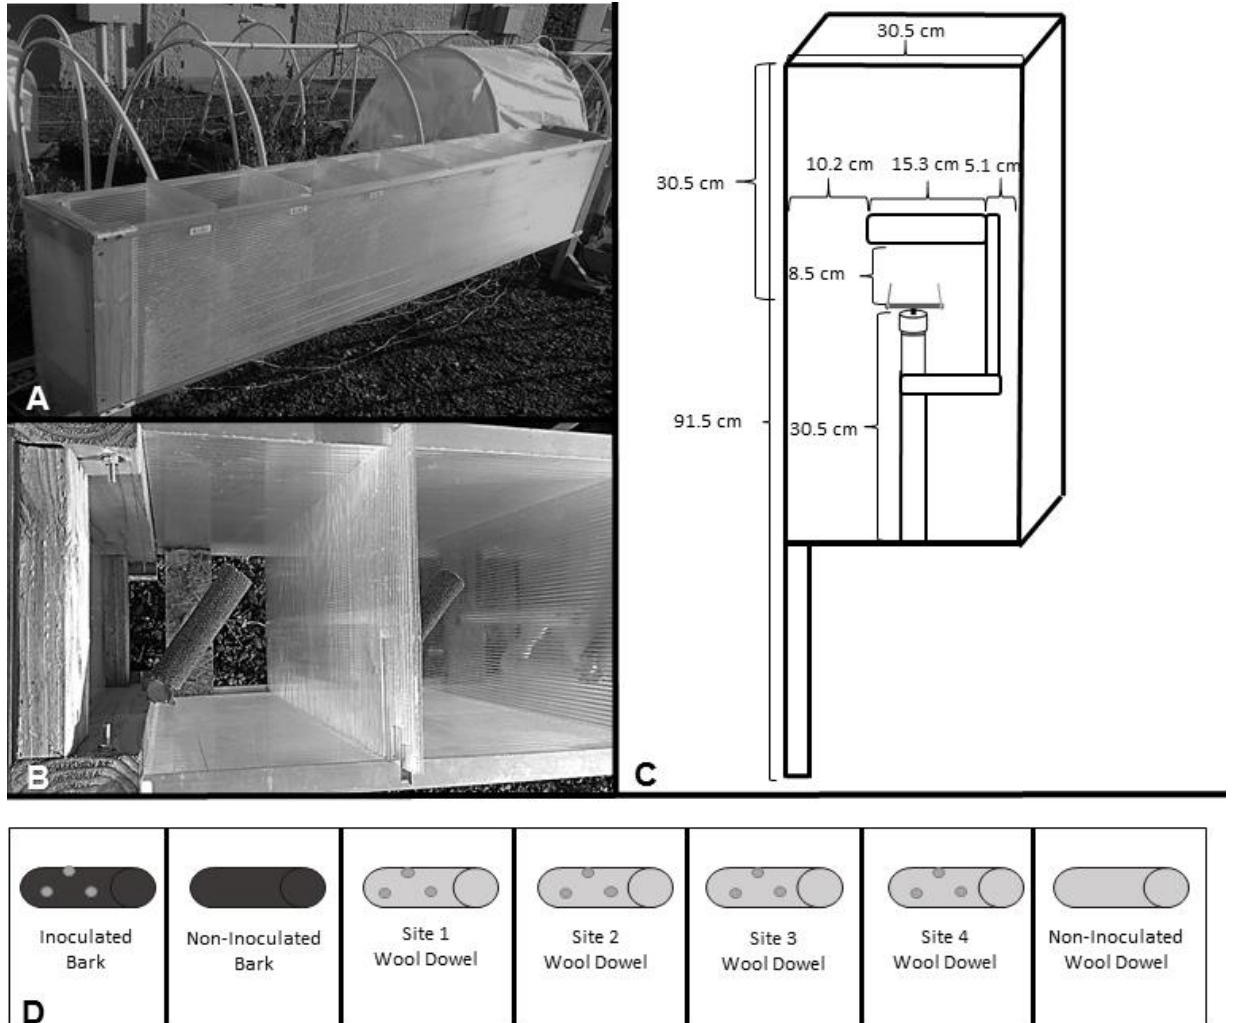 A
B
30.5 cm
30.5 cm
10.2 cm
15.3 cm
5.1 cm
8.5 cm
91.5 cm
30.5 cm
C
Inoculated
Bark
Non-Inoculated
Bark
Site 1
Wool Dowel
Site 2
Wool Dowel
Site 3
Wool Dowel
Site 4
Wool Dowel
Non-Inoculated
Wool Dowel
D